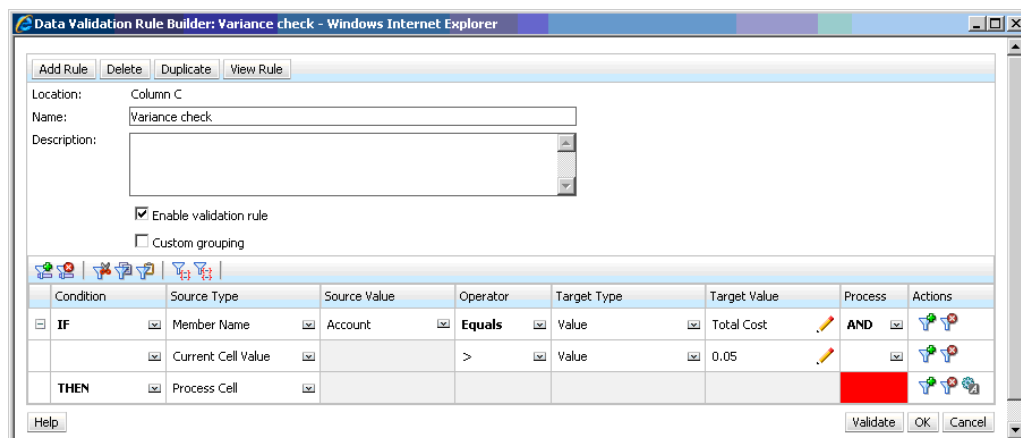 Data Validation Rule Builder: Variance check - Windows Internet Explorer
Add Rule Delete Duplicate View Rule
Location: Column C
Name: Variance check
Description:
Enable validation rule
Custom grouping
Condition Source Type Source Value Operator Target Type Target Value Process Actions
IF Member Name Account Equals Value Total Cost AND
Current Cell Value > Value 0.05
THEN Process Cell
Help Validate OK Cancel